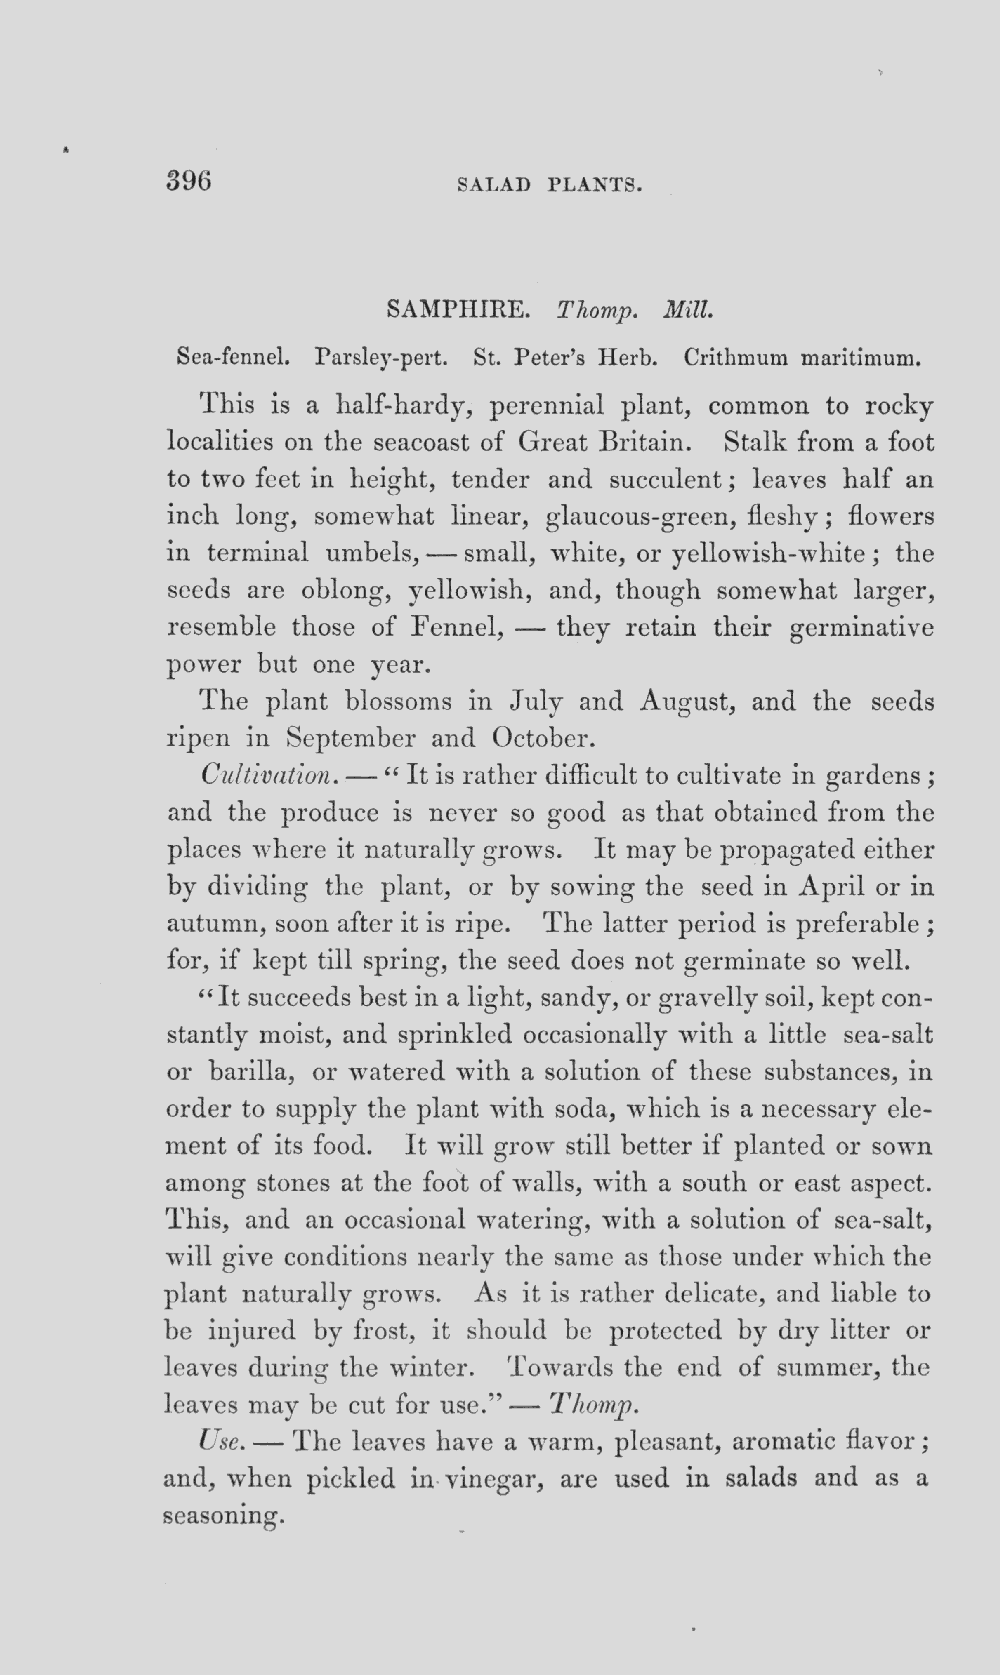 396 SALAD PLANTS.
SAMPHIRE. Thomp. Mill.
Sea-fennel. Parsley-pert. St. Peter's Herb. Crithmum maritimum.
This is a half-hardy, perennial plant, common to rocky
localities on the seacoast of Great Britain. Stalk from a foot
to two feet in height, tender and succulent; leaves half an
inch long, somewhat linear, glaucous-green, fleshy; flowers
in terminal umbels, — small, white, or yellowish-white; the
seeds are oblong, yellowish, and, though somewhat larger,
resemble those of Fennel, — they retain their germinative
power but one year.
The plant blossoms in July and August, and the seeds
ripen in September and October.
Cultivation. — "It is rather difficult to cultivate in gardens;
and the produce is never so good as that obtained from the
places where it naturally grows. It may be propagated either
by dividing the plant, or by sowing the seed in April or in
autumn, soon after it is ripe. The latter period is preferable;
for, if kept till spring, the seed does not germinate so well.
"It succeeds best in a light, sandy, or gravelly soil, kept con-
stantly moist, and sprinkled occasionally with a little sea-salt
or barilla, or watered with a solution of these substances, in
order to supply the plant with soda, which is a necessary ele-
ment of its food. It will grow still better if planted or sown
among stones at the foot of walls, with a south or east aspect.
This, and an occasional watering, with a solution of sea-salt,
will give conditions nearly the same as those under which the
plant naturally grows. As it is rather delicate, and liable to
be injured by frost, it should be protected by dry litter or
leaves during the winter. Towards the end of summer, the
leaves may be cut for use." — Thomp.
Use. — The leaves have a warm, pleasant, aromatic flavor;
and, when pickled in vinegar, are used in salads and as a
seasoning.